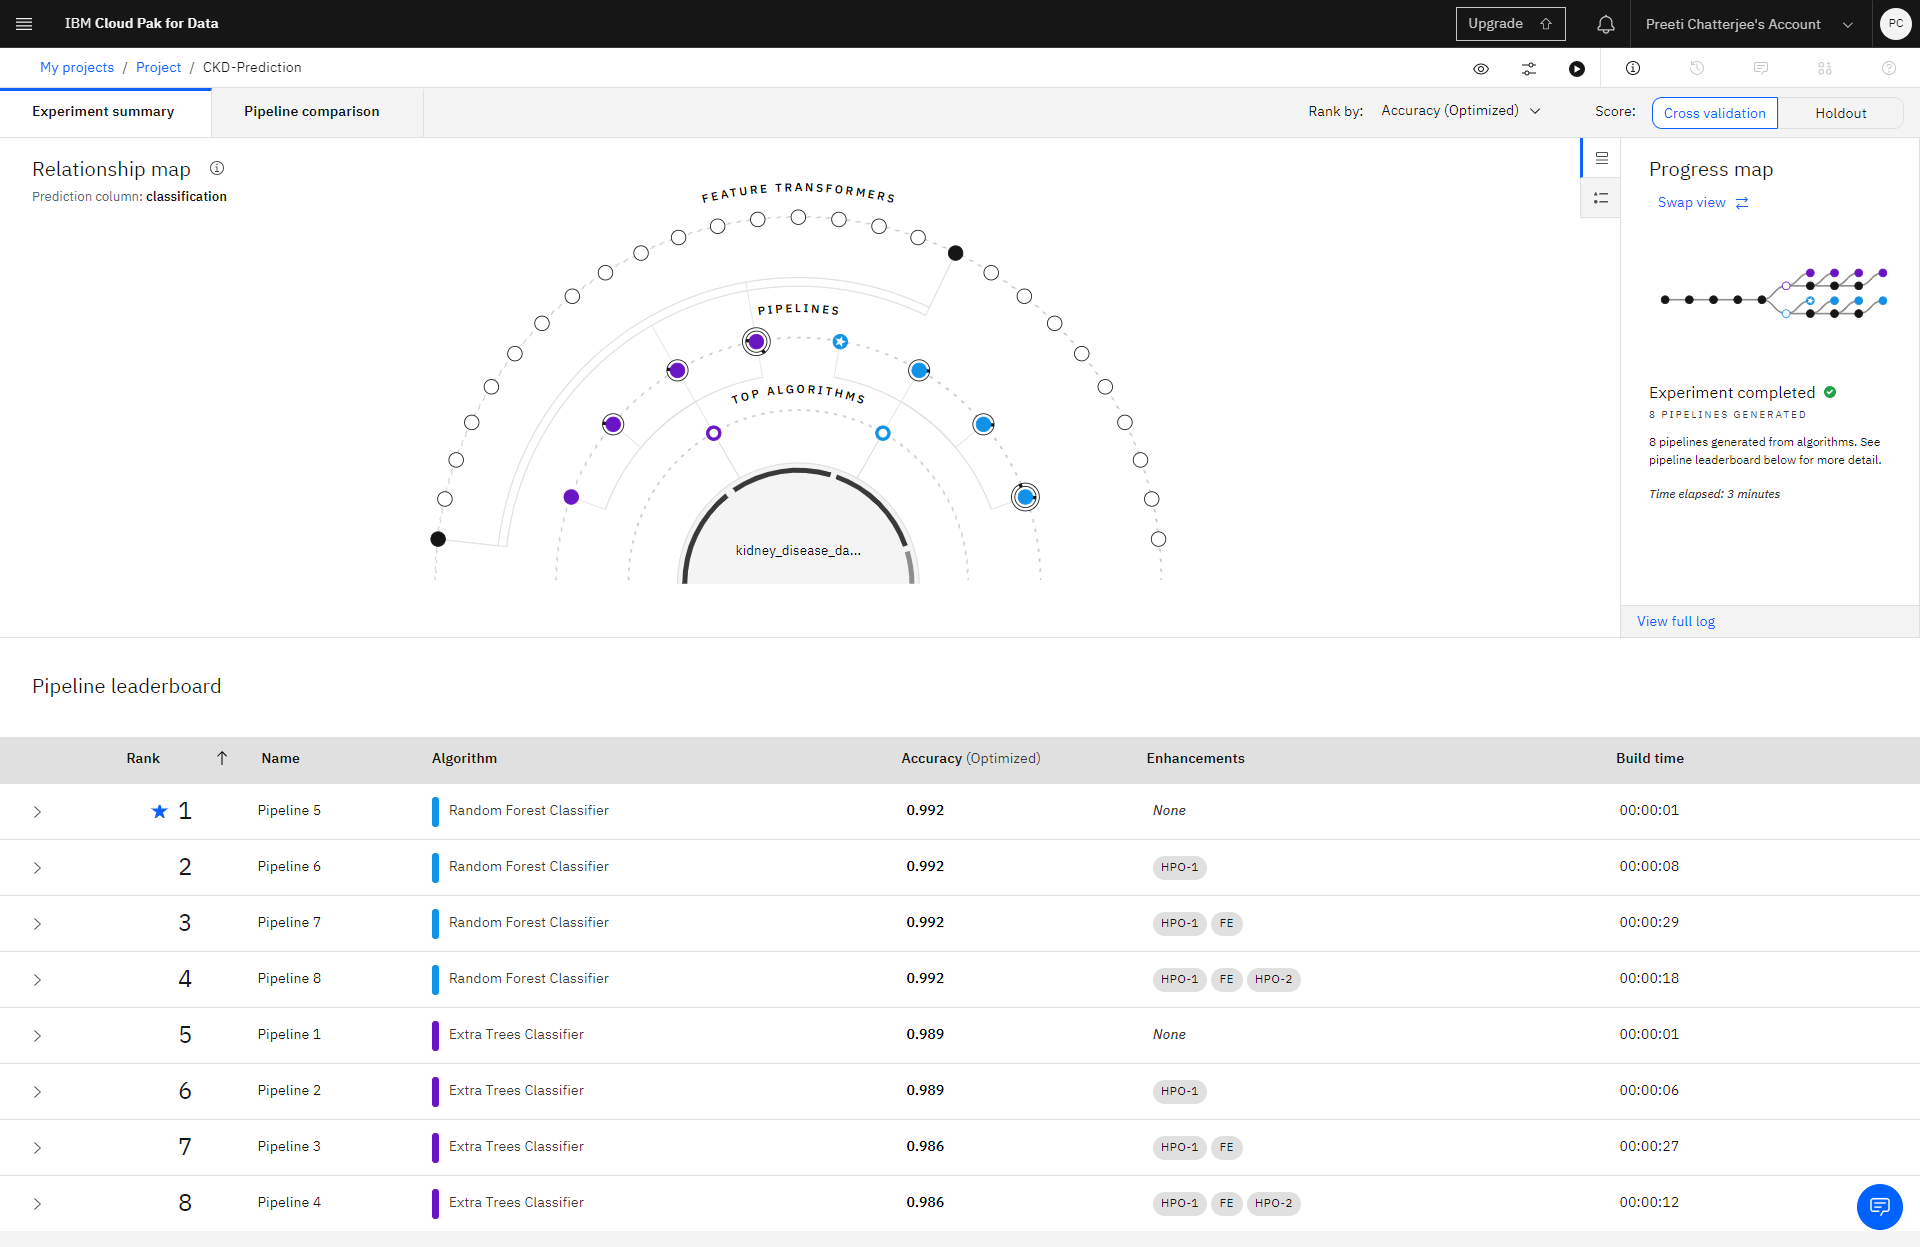 IBM Cloud Pak for Data
Upgrade
Preeti Chatterjee's Account
PC
My projects / Project / CKD-Prediction
Experiment summary
Pipeline comparison
Rank by: Accuracy (Optimized)
Score: Cross validation Holdout
Relationship map
Prediction column: classification
FEATURE TRANSFORMERS
PIPELINES
TOP ALGORITHMS
kidney_disease_da...
Progress map
Swap view
Experiment completed
8 PIPELINES GENERATED
8 pipelines generated from algorithms. See
pipeline leaderboard below for more detail.
Time elapsed: 3 minutes
View full log
Pipeline leaderboard
Rank Name Algorithm Accuracy (Optimized) Enhancements Build time
1 Pipeline 5 Random Forest Classifier 0.992 None 00:00:01
2 Pipeline 6 Random Forest Classifier 0.992 HPO-1 00:00:08
3 Pipeline 7 Random Forest Classifier 0.992 HPO-1 FE 00:00:29
4 Pipeline 8 Random Forest Classifier 0.992 HPO-1 FE HPO-2 00:00:18
5 Pipeline 1 Extra Trees Classifier 0.989 None 00:00:01
6 Pipeline 2 Extra Trees Classifier 0.989 HPO-1 00:00:06
7 Pipeline 3 Extra Trees Classifier 0.986 HPO-1 FE 00:00:27
8 Pipeline 4 Extra Trees Classifier 0.986 HPO-1 FE HPO-2 00:00:12